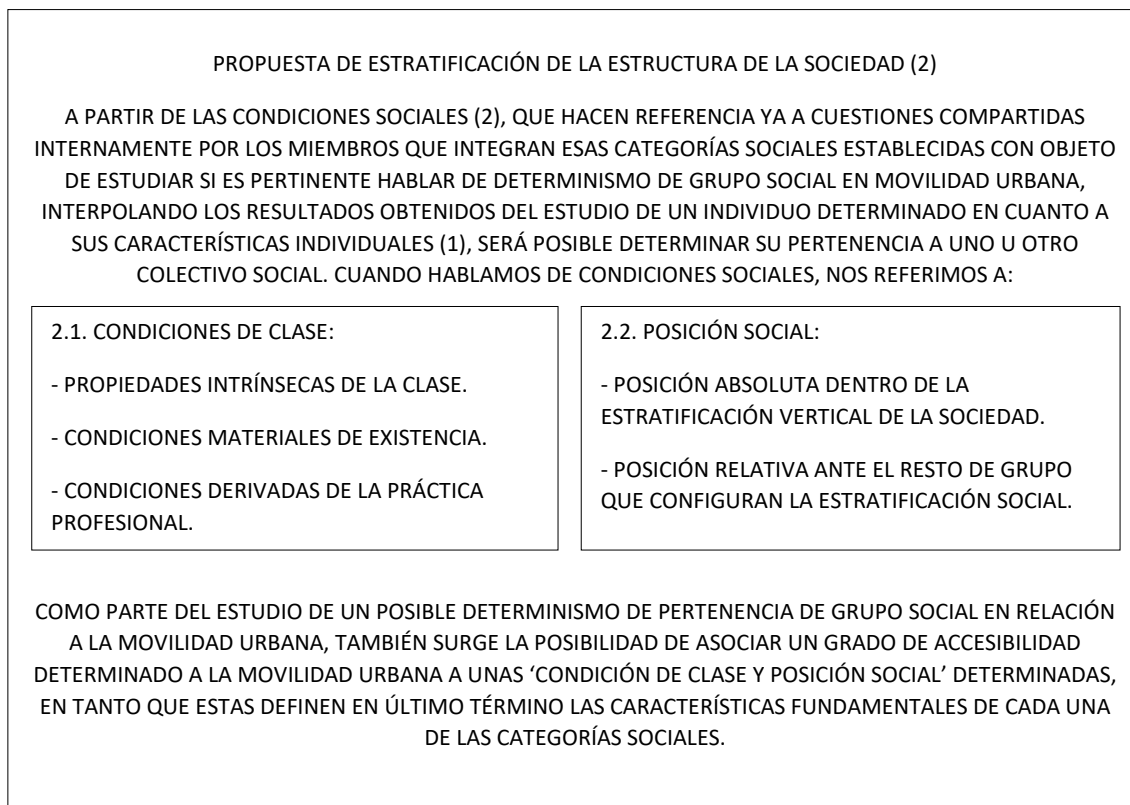 PROPUESTA DE ESTRATIFICACIÓN DE LA ESTRUCTURA DE LA SOCIEDAD (2)
A PARTIR DE LAS CONDICIONES SOCIALES (2), QUE HACEN REFERENCIA YA A CUESTIONES COMPARTIDAS
INTERNAMENTE POR LOS MIEMBROS QUE INTEGRAN ESAS CATEGORÍAS SOCIALES ESTABLECIDAS CON OBJETO
DE ESTUDIAR SI ES PERTINENTE HABLAR DE DETERMINISMO DE GRUPO SOCIAL EN MOVILIDAD URBANA,
INTERPOLANDO LOS RESULTADOS OBTENIDOS DEL ESTUDIO DE UN INDIVIDUO DETERMINADO EN CUANTO A
SUS CARACTERÍSTICAS INDIVIDUALES (1), SERÁ POSIBLE DETERMINAR SU PERTENENCIA A UNO U OTRO
COLECTIVO SOCIAL. CUANDO HABLAMOS DE CONDICIONES SOCIALES, NOS REFERIMOS A:
2.1. CONDICIONES DE CLASE:
- PROPIEDADES INTRÍNSECAS DE LA CLASE.
- CONDICIONES MATERIALES DE EXISTENCIA.
- CONDICIONES DERIVADAS DE LA PRÁCTICA
PROFESIONAL.
2.2. POSICIÓN SOCIAL:
- POSICIÓN ABSOLUTA DENTRO DE LA
ESTRATIFICACIÓN VERTICAL DE LA SOCIEDAD.
- POSICIÓN RELATIVA ANTE EL RESTO DE GRUPO
QUE CONFIGURAN LA ESTRATIFICACIÓN SOCIAL.
COMO PARTE DEL ESTUDIO DE UN POSIBLE DETERMINISMO DE PERTENENCIA DE GRUPO SOCIAL EN RELACIÓN
A LA MOVILIDAD URBANA, TAMBIÉN SURGE LA POSIBILIDAD DE ASOCIAR UN GRADO DE ACCESIBILIDAD
DETERMINADO A LA MOVILIDAD URBANA A UNAS ‘CONDICIÓN DE CLASE Y POSICIÓN SOCIAL’ DETERMINADAS,
EN TANTO QUE ESTAS DEFINEN EN ÚLTIMO TÉRMINO LAS CARACTERÍSTICAS FUNDAMENTALES DE CADA UNA
DE LAS CATEGORÍAS SOCIALES.